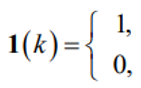 1(k) = { 1,
0,